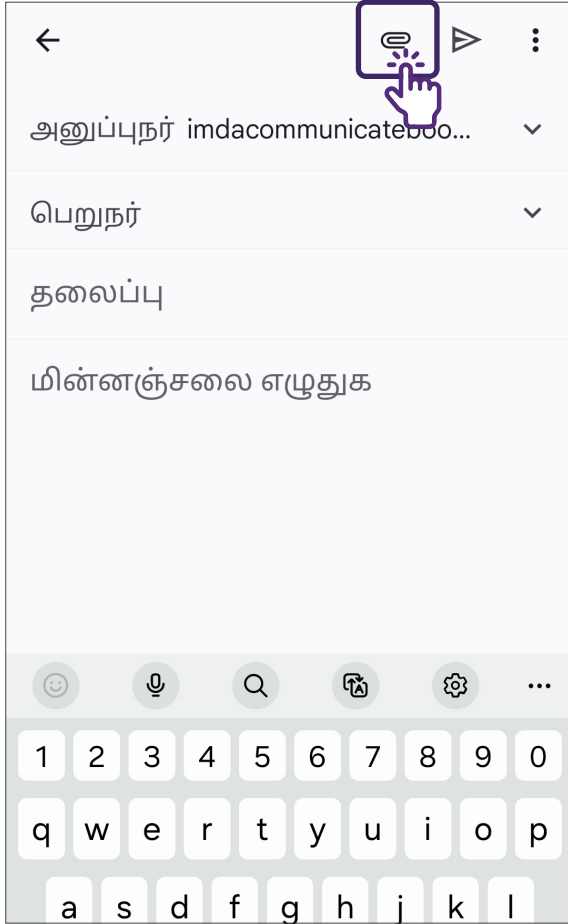 அனுப்புநர் imdacommunicateboo...
பெறுநர்
தலைப்பு
மின்னஞ்சலை எழுதுக
1 2 3 4 5 6 7 8 9 0
q w e r t y u i o p
a s d f g h j k l